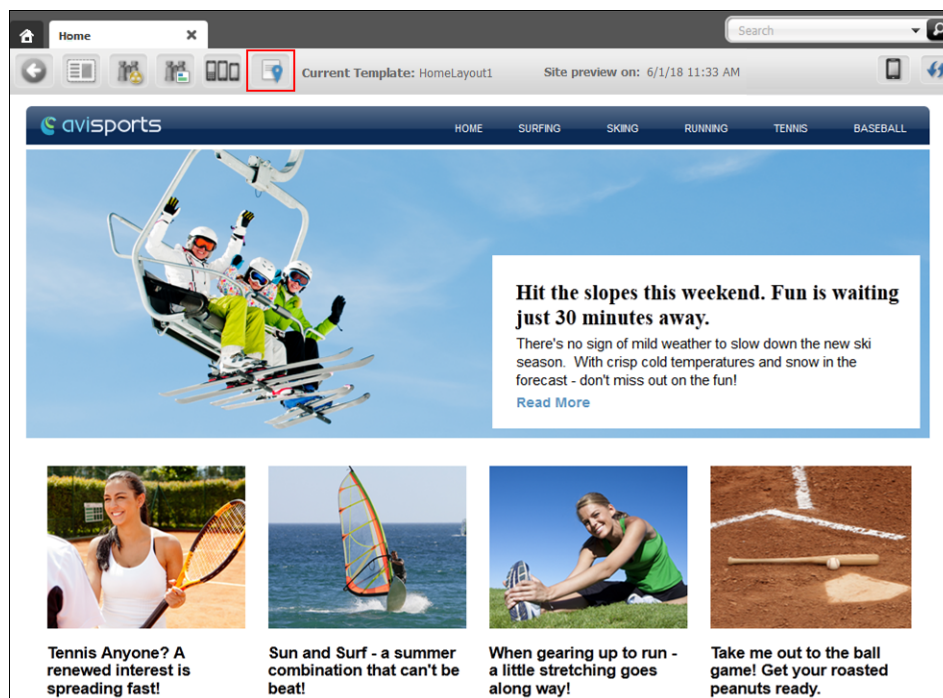 Home
Search
Current Template: HomeLayout1
Site preview on: 6/1/18 11:33 AM
avisports
HOME
SURFING
SKIING
RUNNING
TENNIS
BASEBALL
Hit the slopes this weekend. Fun is waiting
just 30 minutes away.
There's no sign of mild weather to slow down the new ski
season. With crisp cold temperatures and snow in the
forecast - don't miss out on the fun!
Read More
Tennis Anyone? A
renewed interest is
spreading fast!
Sun and Surf - a summer
combination that can't be
beat!
When gearing up to run -
a little stretching goes
along way!
Take me out to the ball
game! Get your roasted
peanuts ready.